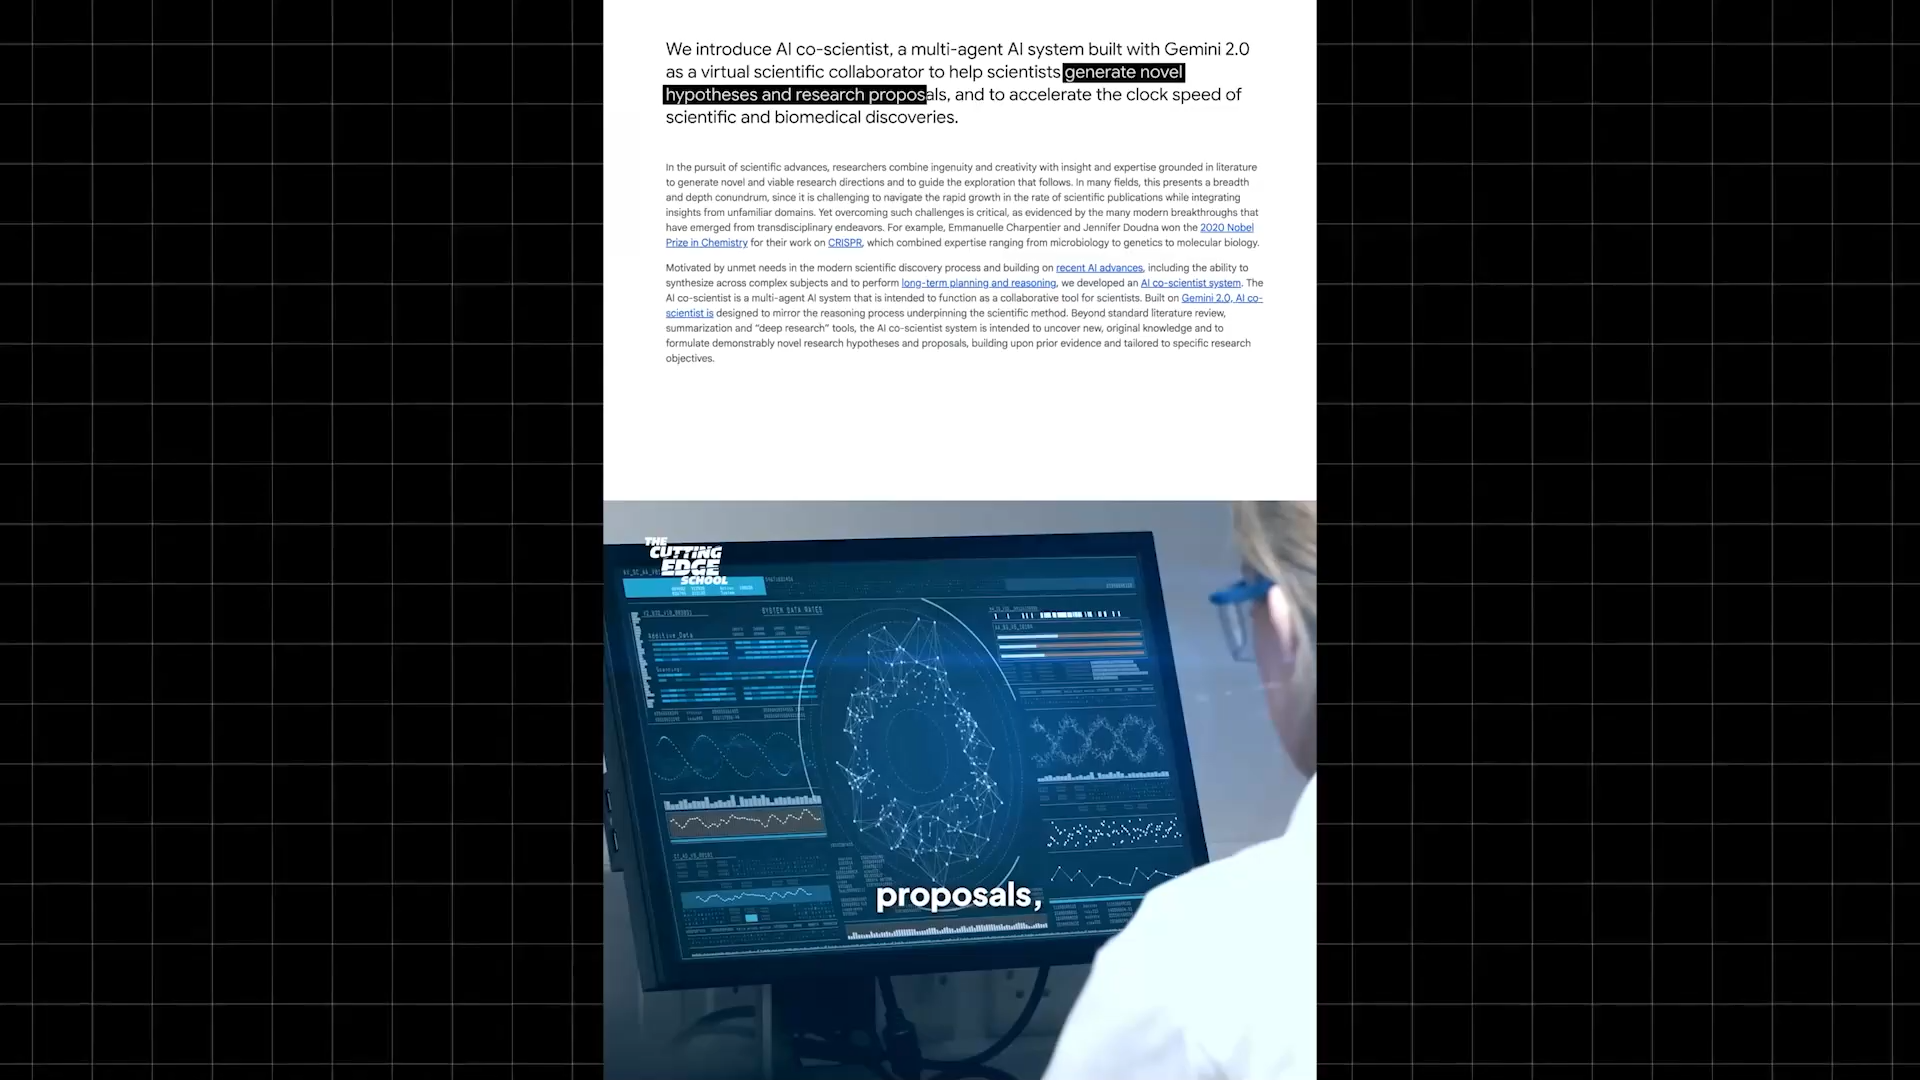 We introduce AI co-scientist, a multi-agent AI system built with Gemini 2.0
as a virtual scientific collaborator to help scientists generate novel
hypotheses and research proposals, and to accelerate the clock speed of
scientific and biomedical discoveries.
In the pursuit of scientific advances, researchers combine ingenuity and creativity with insight and expertise grounded in literature
to generate novel and viable research directions and to guide the exploration that follows. In many fields, this presents a breadth
and depth conundrum, since it is challenging to navigate the rapid growth in the rate of scientific publications while integrating
insights from unfamiliar domains. Yet overcoming such challenges is critical, as evidenced by the many modern breakthroughs that
have emerged from transdisciplinary endeavors. For example, Emmanuelle Charpentier and Jennifer Doudna won the 2020 Nobel
Prize in Chemistry for their work on CRISPR, which combined expertise ranging from microbiology to genetics to molecular biology.
Motivated by unmet needs in the modern scientific discovery process and building on recent AI advances, including the ability to
synthesize across complex subjects and to perform long-term planning and reasoning, we developed an AI co-scientist system. The
AI co-scientist is a multi-agent AI system that is intended to function as a collaborative tool for scientists. Built on Gemini 2.0, AI co-
scientist is designed to mirror the reasoning process underpinning the scientific method. Beyond standard literature review,
summarization and "deep research" tools, the AI co-scientist system is intended to uncover new, original knowledge and to
formulate demonstrably novel research hypotheses and proposals, building upon prior evidence and tailored to specific research
objectives.
THE
CUTTING
EDGE
SCHOOL
SYSTEM DATA RATES
Additive_Data
proposals,